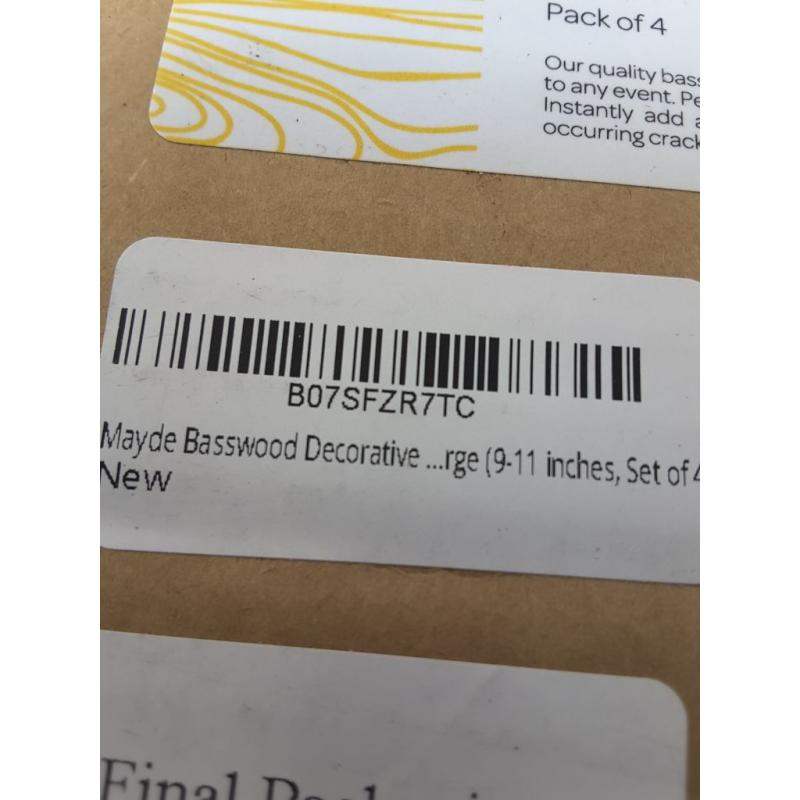 Pack of 4
Our quality bass
to any event. Pe
Instantly add a
occurring crack
B07SFZR7TC
Mayde Basswood Decorative ...rge (9-11 inches, Set of 4
New
Final